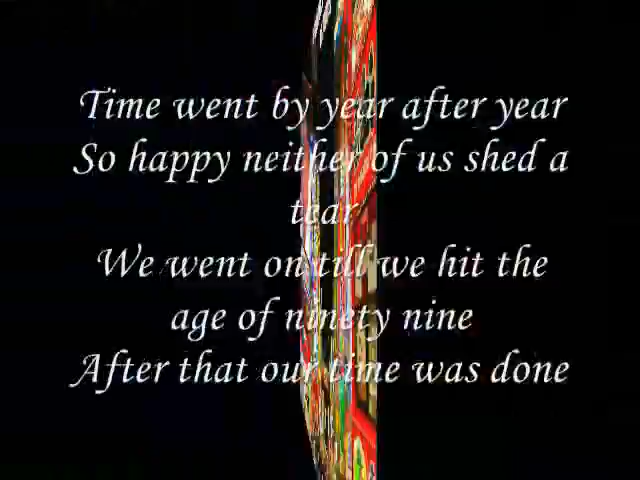 Time went by year after year
So happy neither of us shed a
tear
We went on till we hit the
age of ninety nine
After that our time was done